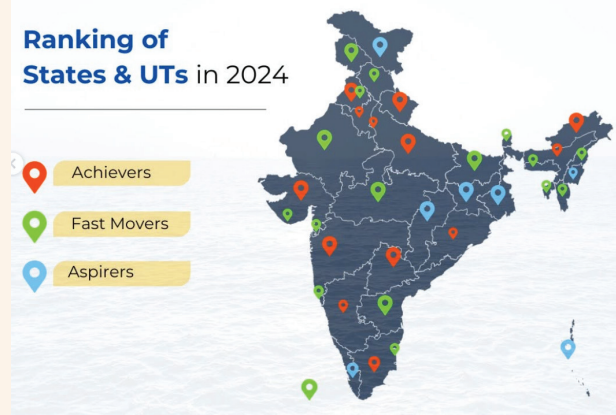 Ranking of
States & UTs in 2024
Achievers
Fast Movers
Aspirers